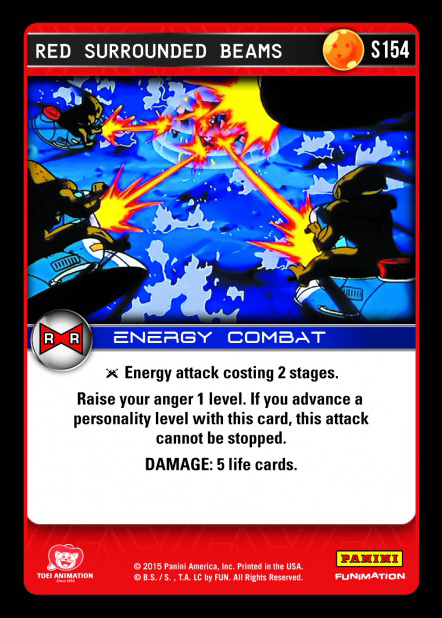 RED SURROUNDED BEAMS S154
R R ENERGY COMBAT
Energy attack costing 2 stages.
Raise your anger 1 level. If you advance a
personality level with this card, this attack
cannot be stopped.
DAMAGE: 5 life cards.
TOEI ANIMATION
Since 1956
© 2015 Panini America, Inc. Printed in the USA.
© B.S. / S. , T.A. LC by FUN. All Rights Reserved.
PANINI
FUNIMATION